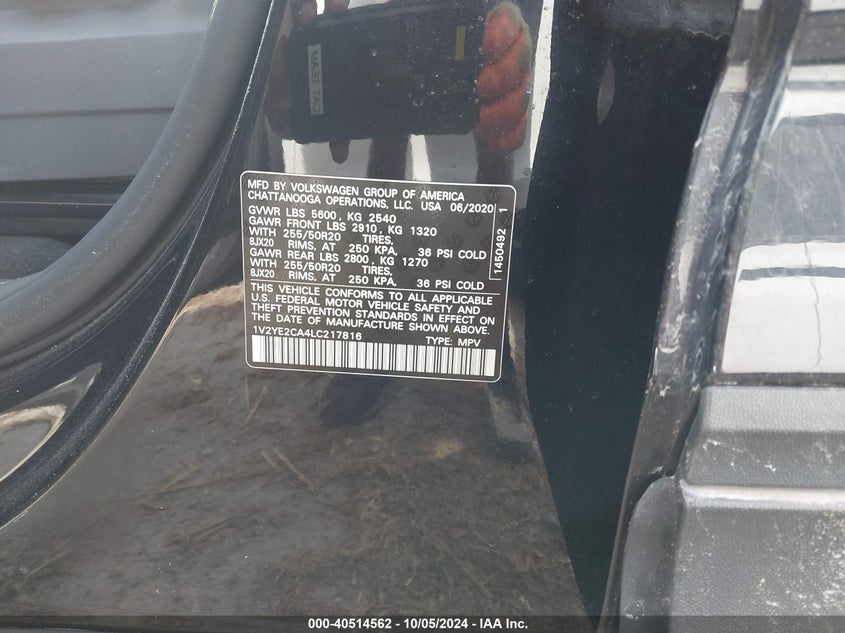 CAT TEAM
MFD BY VOLKSWAGEN GROUP OF AMERICA
CHATTANOOGA OPERATIONS, LLC. USA 06/2020
GVWR LBS 5600, KG 2540
GAWR FRONT LBS 2910, KG 1320
WITH 255/50R20 TIRES,
8JX20 RIMS, AT 250 KPA, 36 PSI COLD
GAWR REAR LBS 2800, KG 1270
WITH 255/50R20 TIRES,
8JX20 RIMS, AT 250 KPA, 36 PSI COLD
THIS VEHICLE CONFORMS TO ALL APPLICABLE
U.S. FEDERAL MOTOR VEHICLE SAFETY AND
THEFT PREVENTION STANDARDS IN EFFECT ON
THE DATE OF MANUFACTURE SHOWN ABOVE.
1V2YE2CA4LC217816 TYPE: MPV
1450492 1
000-40514562 - 10/05/2024 - IAA Inc.